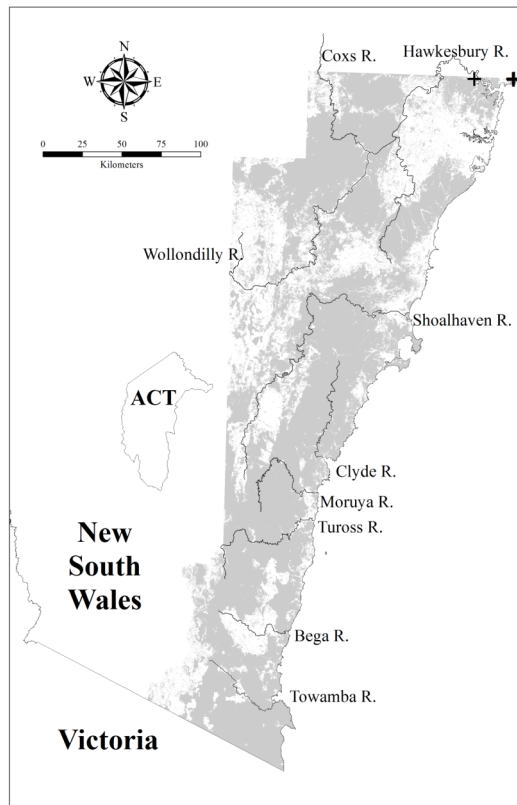 Coxs R.
Hawkesbury R.
N
W
E
S
0 25 50 75 100
Kilometers
Wollondilly R.
Shoalhaven R.
ACT
Clyde R.
Moruya R.
Tuross R.
New
South
Wales
Bega R.
Towamba R.
Victoria